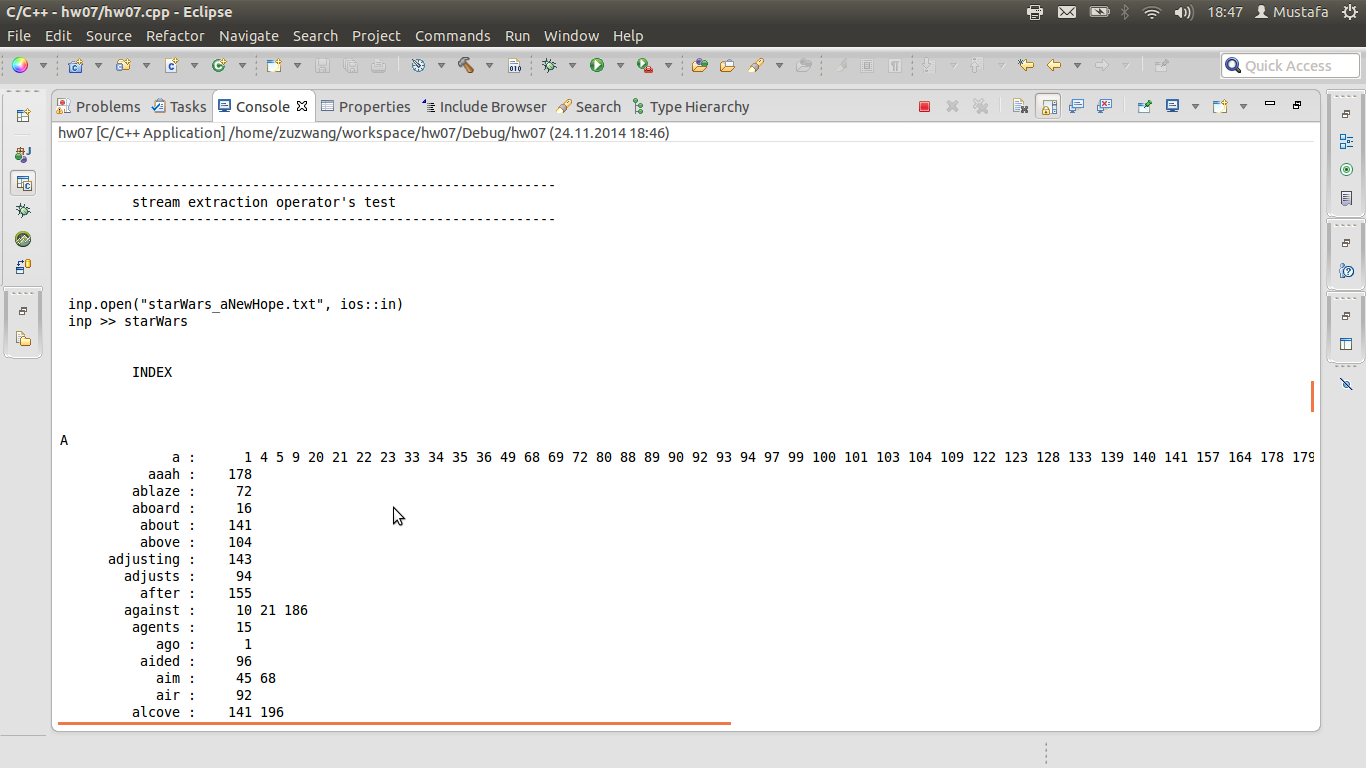 C/C++ - hw07/hw07.cpp - Eclipse
18:47 Mustafa
File Edit Source Refactor Navigate Search Project Commands Run Window Help
Quick Access
Problems Tasks Console Properties Include Browser Search Type Hierarchy
hw07 [C/C++ Application] /home/zuzwang/workspace/hw07/Debug/hw07 (24.11.2014 18:46)
--------------------------------------------------------------
stream extraction operator's test
--------------------------------------------------------------
inp.open("starWars_aNewHope.txt", ios::in)
inp >> starWars
INDEX
A
a : 1 4 5 9 20 21 22 23 33 34 35 36 49 68 69 72 80 88 89 90 92 93 94 97 99 100 101 103 104 109 122 123 128 133 139 140 141 157 164 178 179
aaah : 178
ablaze : 72
aboard : 16
about : 141
above : 104
adjusting : 143
adjusts : 94
after : 155
against : 10 21 186
agents : 15
ago : 1
aided : 96
aim : 45 68
air : 92
alcove : 141 196